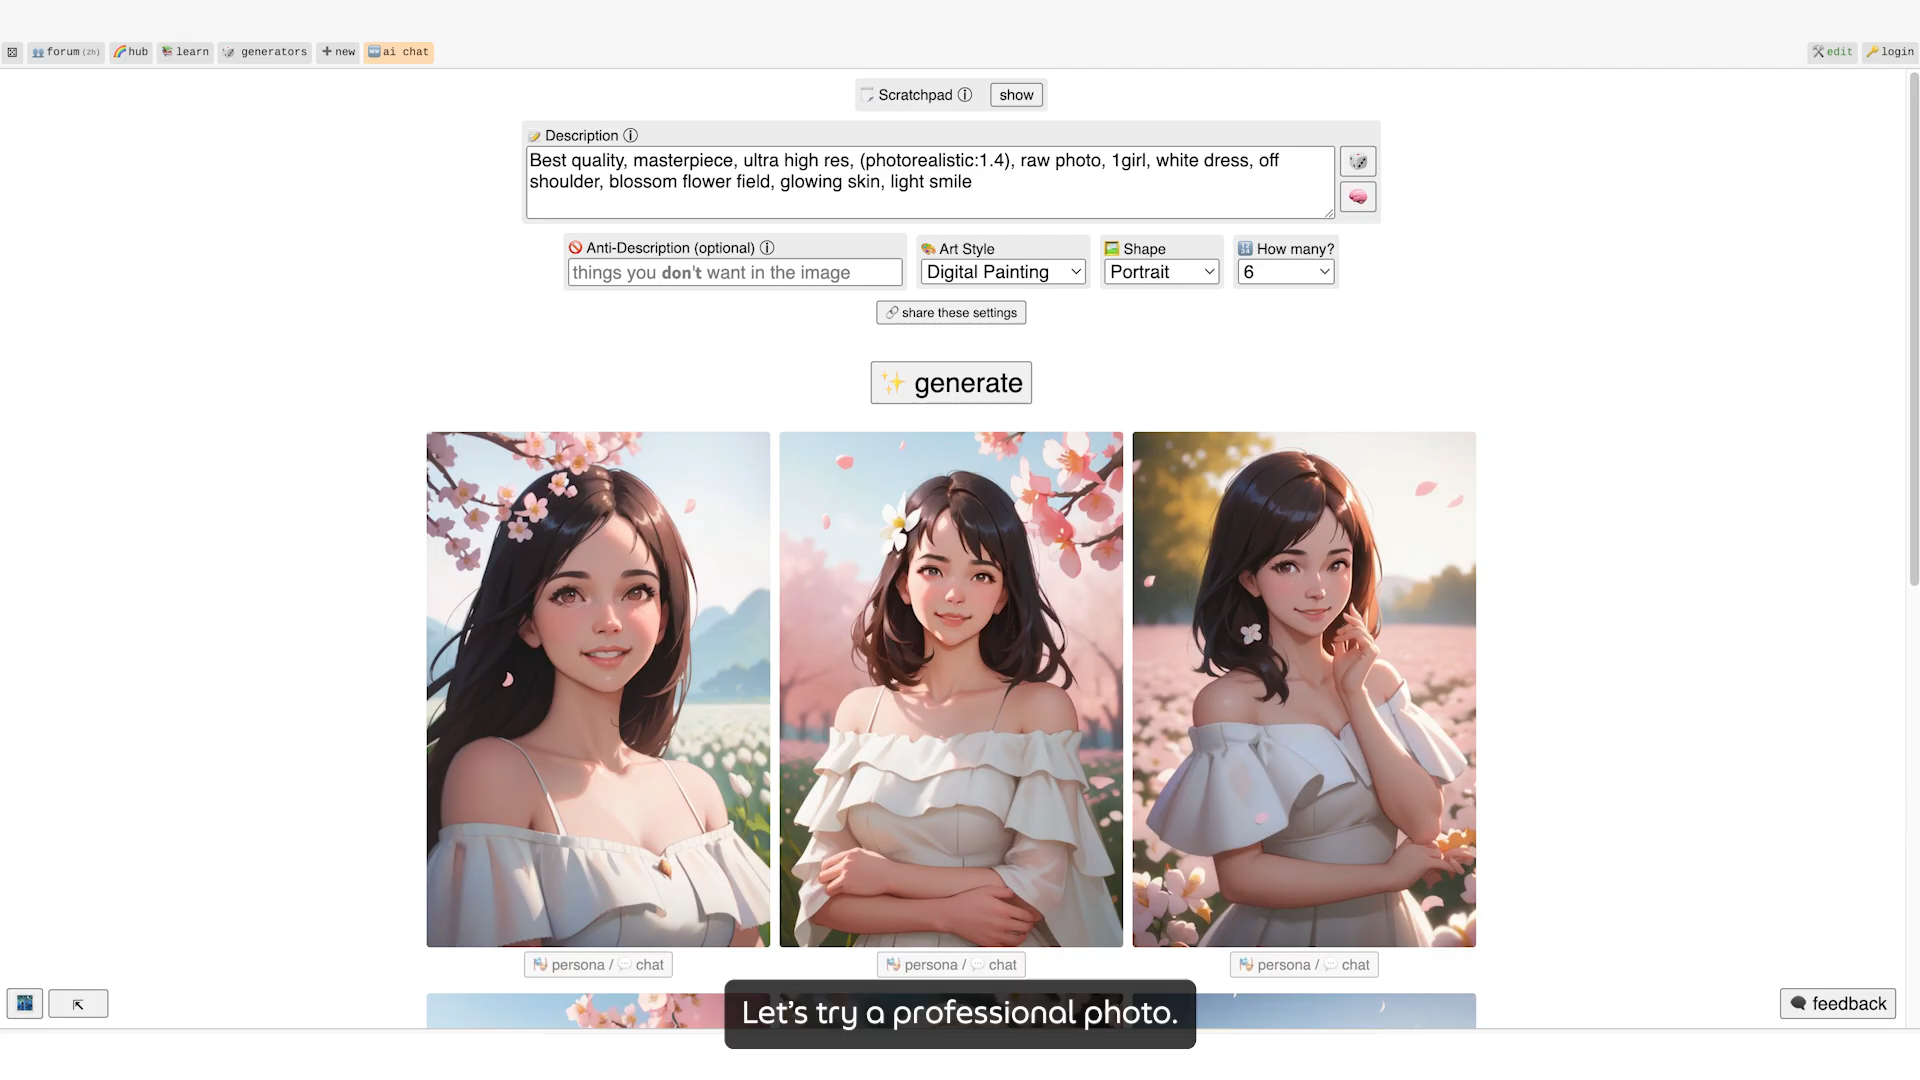 forum (2h) hub learn generators + new ai chat edit login
Scratchpad show
Description
Best quality, masterpiece, ultra high res, (photorealistic:1.4), raw photo, 1girl, white dress, off
shoulder, blossom flower field, glowing skin, light smile
Anti-Description (optional) Art Style Shape How many?
things you don't want in the image Digital Painting Portrait 6
share these settings
✨ generate
persona / chat persona / chat persona / chat
Let's try a professional photo.
feedback